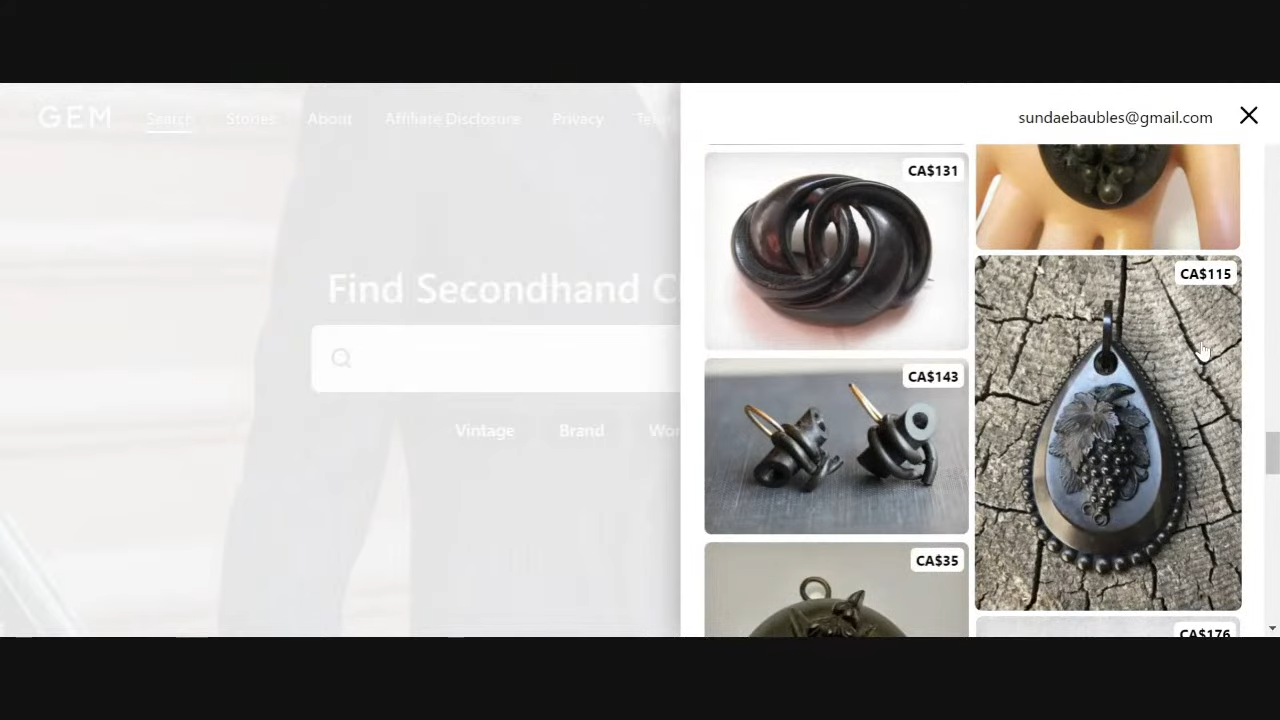 GEM Search Stories About Affiliate Disclosure Privacy
sundaebaubles@gmail.com
Find Secondhand
Vintage Brand
CA$131
CA$143
CA$35
CA$115
CA$176